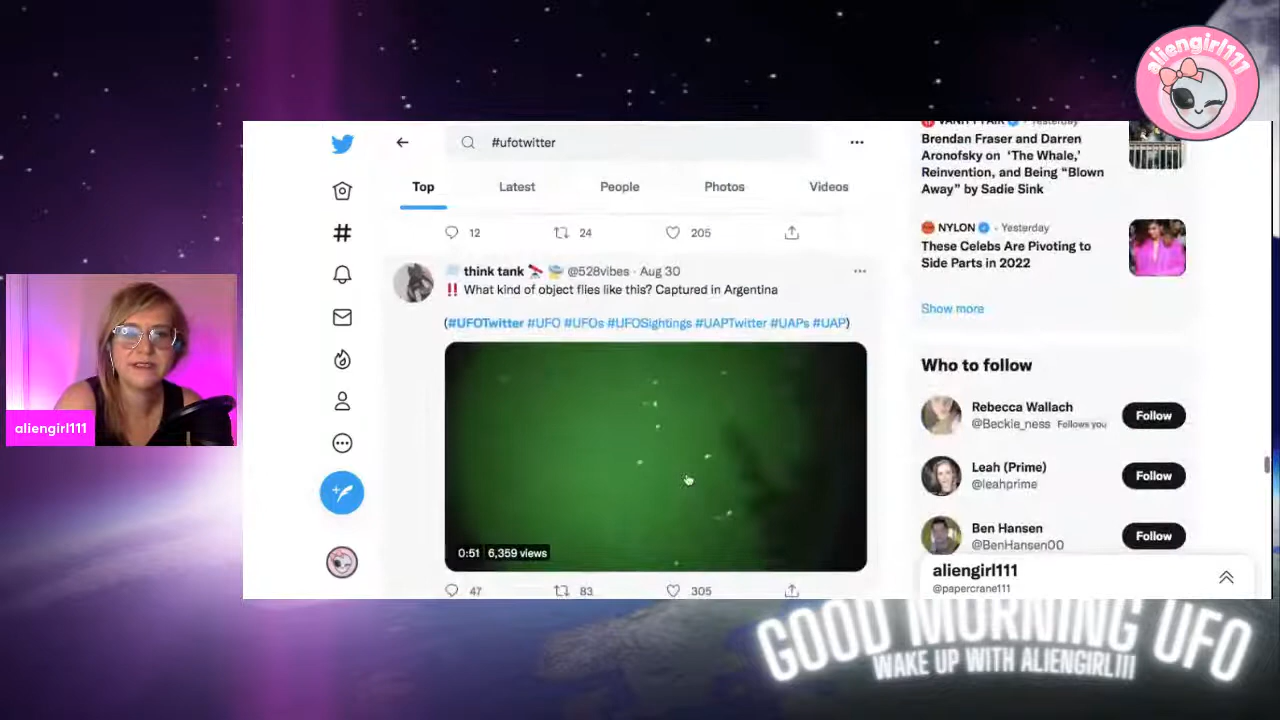 aliengirl111
#ufotwitter
Top Latest People Photos Videos
12 24 205
think tank @528vibes · Aug 30
‼ What kind of object flies like this? Captured in Argentina
(#UFOTwitter #UFO #UFOs #UFOSightings #UAPTwitter #UAPs #UAP)
0:51 6,359 views
47 83 305
VANITY FAIR · Yesterday
Brendan Fraser and Darren
Aronofsky on 'The Whale,'
Reinvention, and Being "Blown
Away" by Sadie Sink
NYLON · Yesterday
These Celebs Are Pivoting to
Side Parts in 2022
Show more
Who to follow
Rebecca Wallach
@Beckie_ness Follows you
Follow
Leah (Prime)
@leahprime
Follow
Ben Hansen
@BenHansen00
Follow
aliengirl111
@papercrane111
aliengirl111
GOOD MORNING UFO
WAKE UP WITH ALIENGIRL111